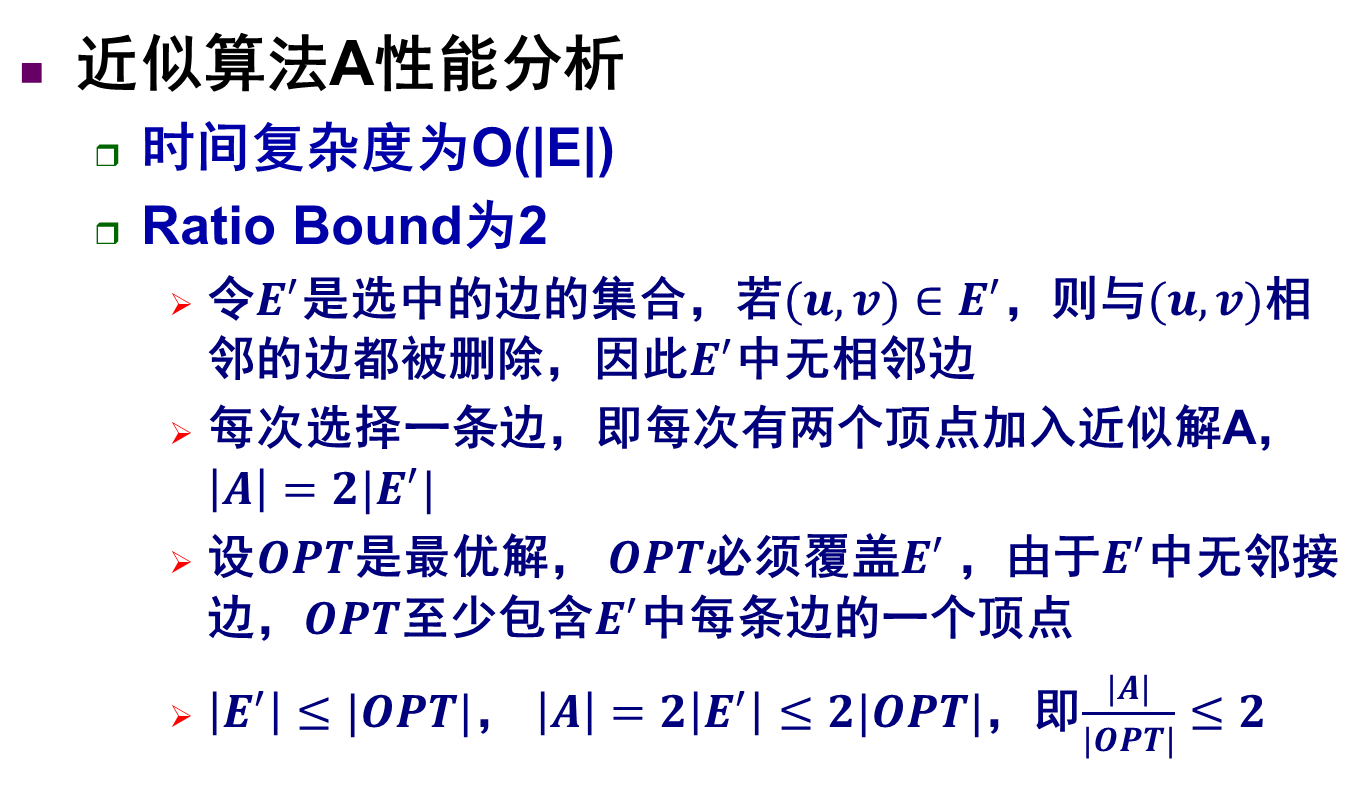 近似算法A性能分析
时间复杂度为O(|E|)
Ratio Bound为2
令E′是选中的边的集合，若(u, v) ∈ E′，则与(u, v)相
邻的边都被删除，因此E′中无相邻边
每次选择一条边，即每次有两个顶点加入近似解A，
|A| = 2|E′|
设OPT是最优解， OPT必须覆盖E′ ，由于E′中无邻接
边，OPT至少包含E′中每条边的一个顶点
|E′| ≤ |OPT|， |A| = 2|E′| ≤ 2|OPT|，即|A|/|OPT| ≤ 2